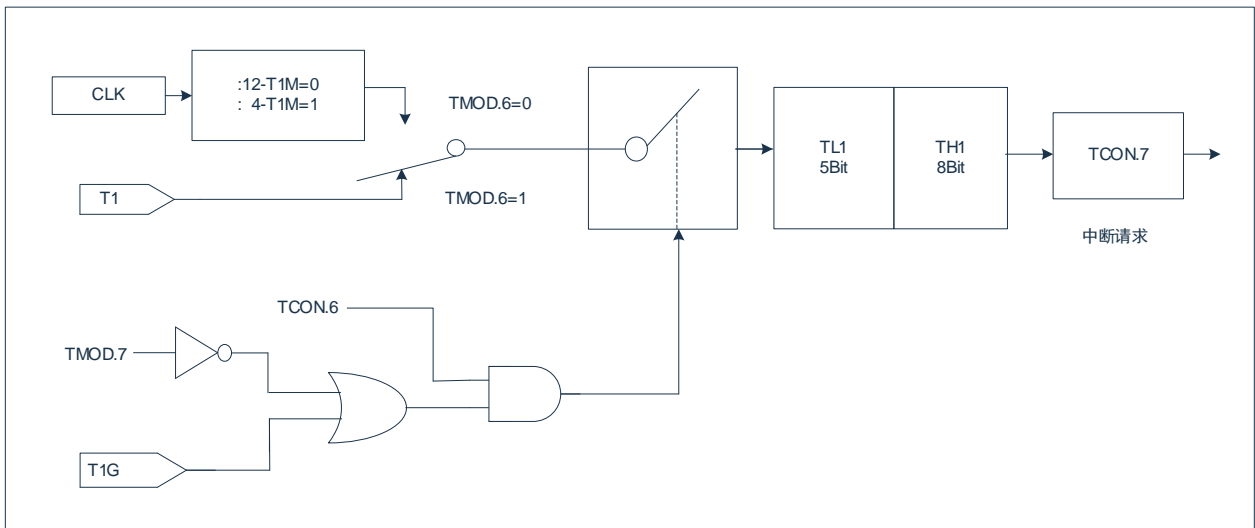 CLK
:12-T1M=0
: 4-T1M=1
TMOD.6=0
T1
TMOD.6=1
TL1
5Bit
TH1
8Bit
TCON.7
中断请求
TCON.6
TMOD.7
T1G